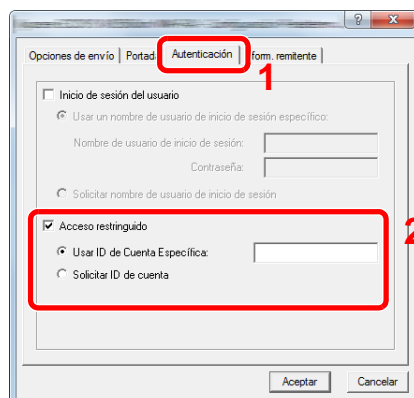 Opciones de envío Portad Autenticación form. remitente
1
Inicio de sesión del usuario
Usar un nombre de usuario de inicio de sesión específico:
Nombre de usuario de inicio de sesión:
Contraseña:
Solicitar nombre de usuario de inicio de sesión
Acceso restringido
2
Usar ID de Cuenta Específica:
Solicitar ID de cuenta
Aceptar Cancelar